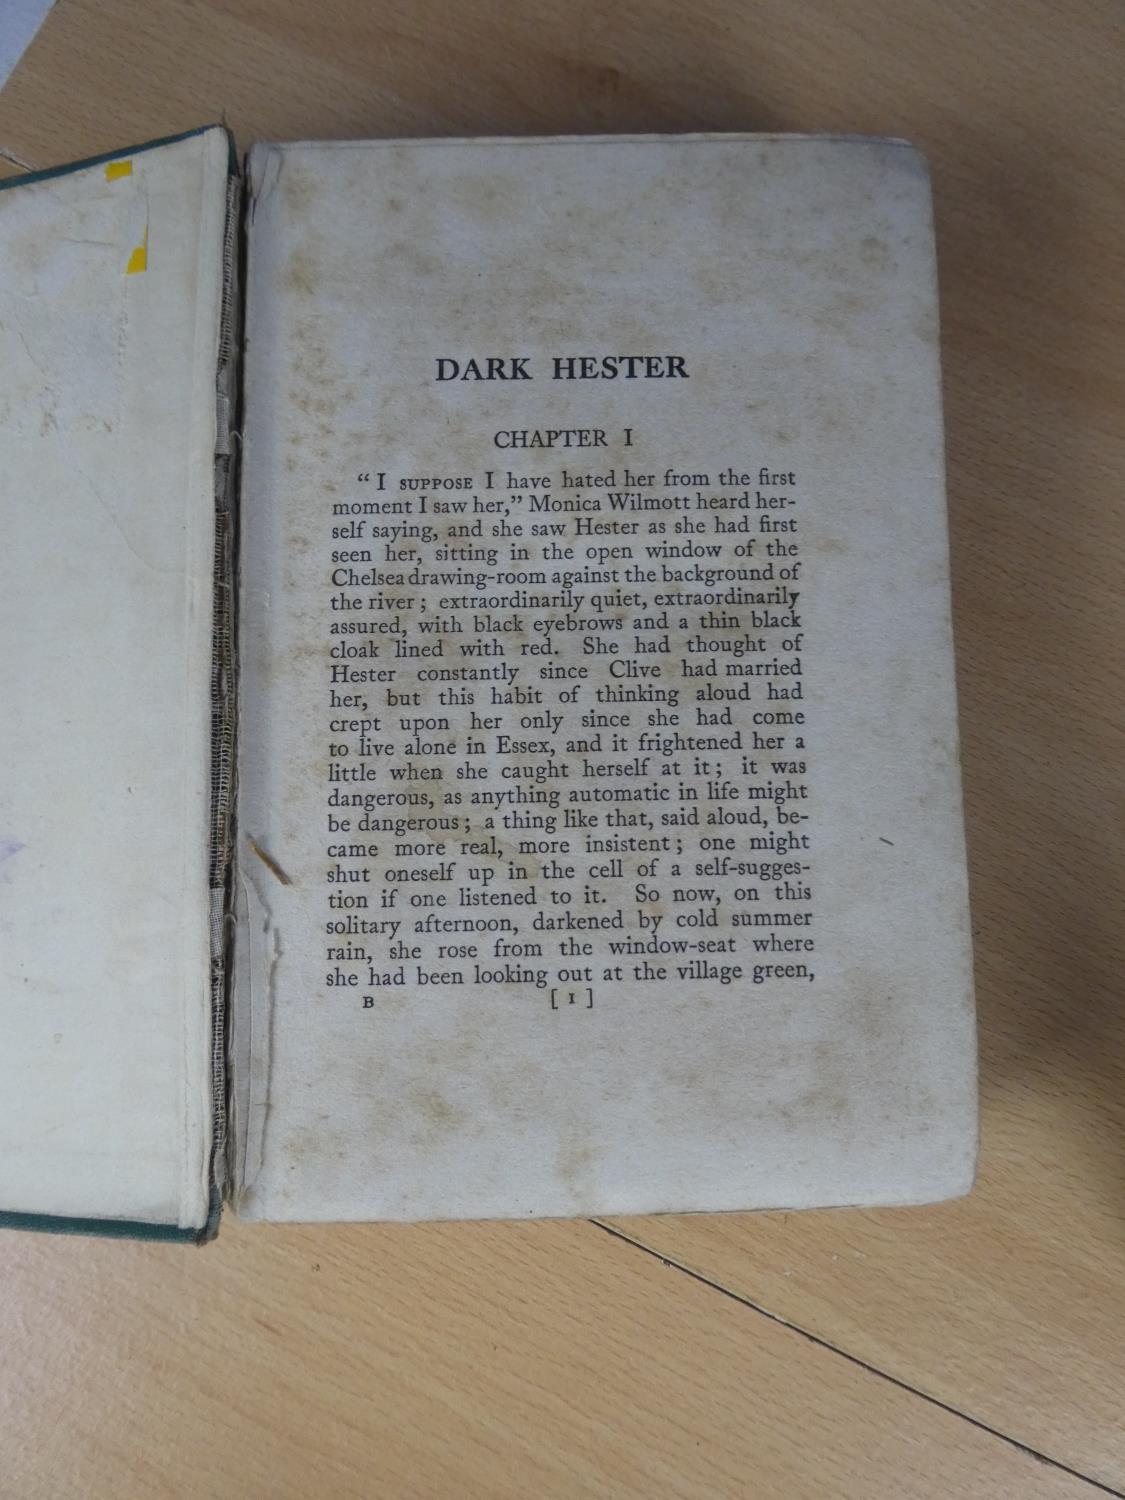 DARK HESTER
CHAPTER I
“ I SUPPOSE I have hated her from the first
moment I saw her,” Monica Wilmott heard her-
self saying, and she saw Hester as she had first
seen her, sitting in the open window of the
Chelsea drawing-room against the background of
the river ; extraordinarily quiet, extraordinarily
assured, with black eyebrows and a thin black
cloak lined with red. She had thought of
Hester constantly since Clive had married
her, but this habit of thinking aloud had
crept upon her only since she had come
to live alone in Essex, and it frightened her a
little when she caught herself at it ; it was
dangerous, as anything automatic in life might
be dangerous ; a thing like that, said aloud, be-
came more real, more insistent ; one might
shut oneself up in the cell of a self-sugges-
tion if one listened to it. So now, on this
solitary afternoon, darkened by cold summer
rain, she rose from the window-seat where
she had been looking out at the village green,
B [ 1 ]